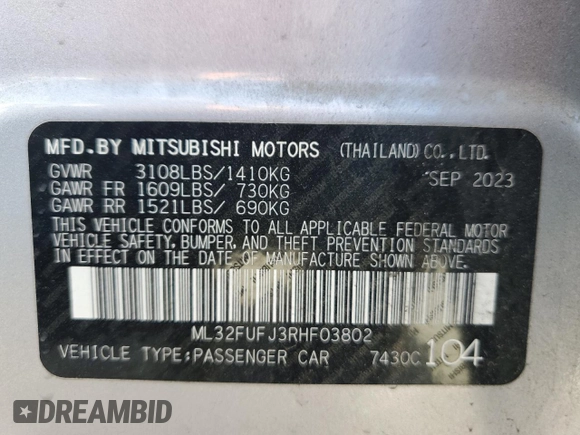 MFD.BY MITSUBISHI MOTORS (THAILAND)CO.,LTD.
GVWR 3108LBS/1410KG SEP 2023
GAWR FR 1609LBS/ 730KG
GAWR RR 1521LBS/ 690KG
THIS VEHICLE CONFORMS TO ALL APPLICABLE FEDERAL MOTOR
VEHICLE SAFETY, BUMPER, AND THEFT PREVENTION STANDARDS
IN EFFECT ON THE DATE OF MANUFACTURE SHOWN ABOVE.
ML32FUFJ3RHF03802
VEHICLE TYPE:PASSENGER CAR 7430C 104
DREAMBID